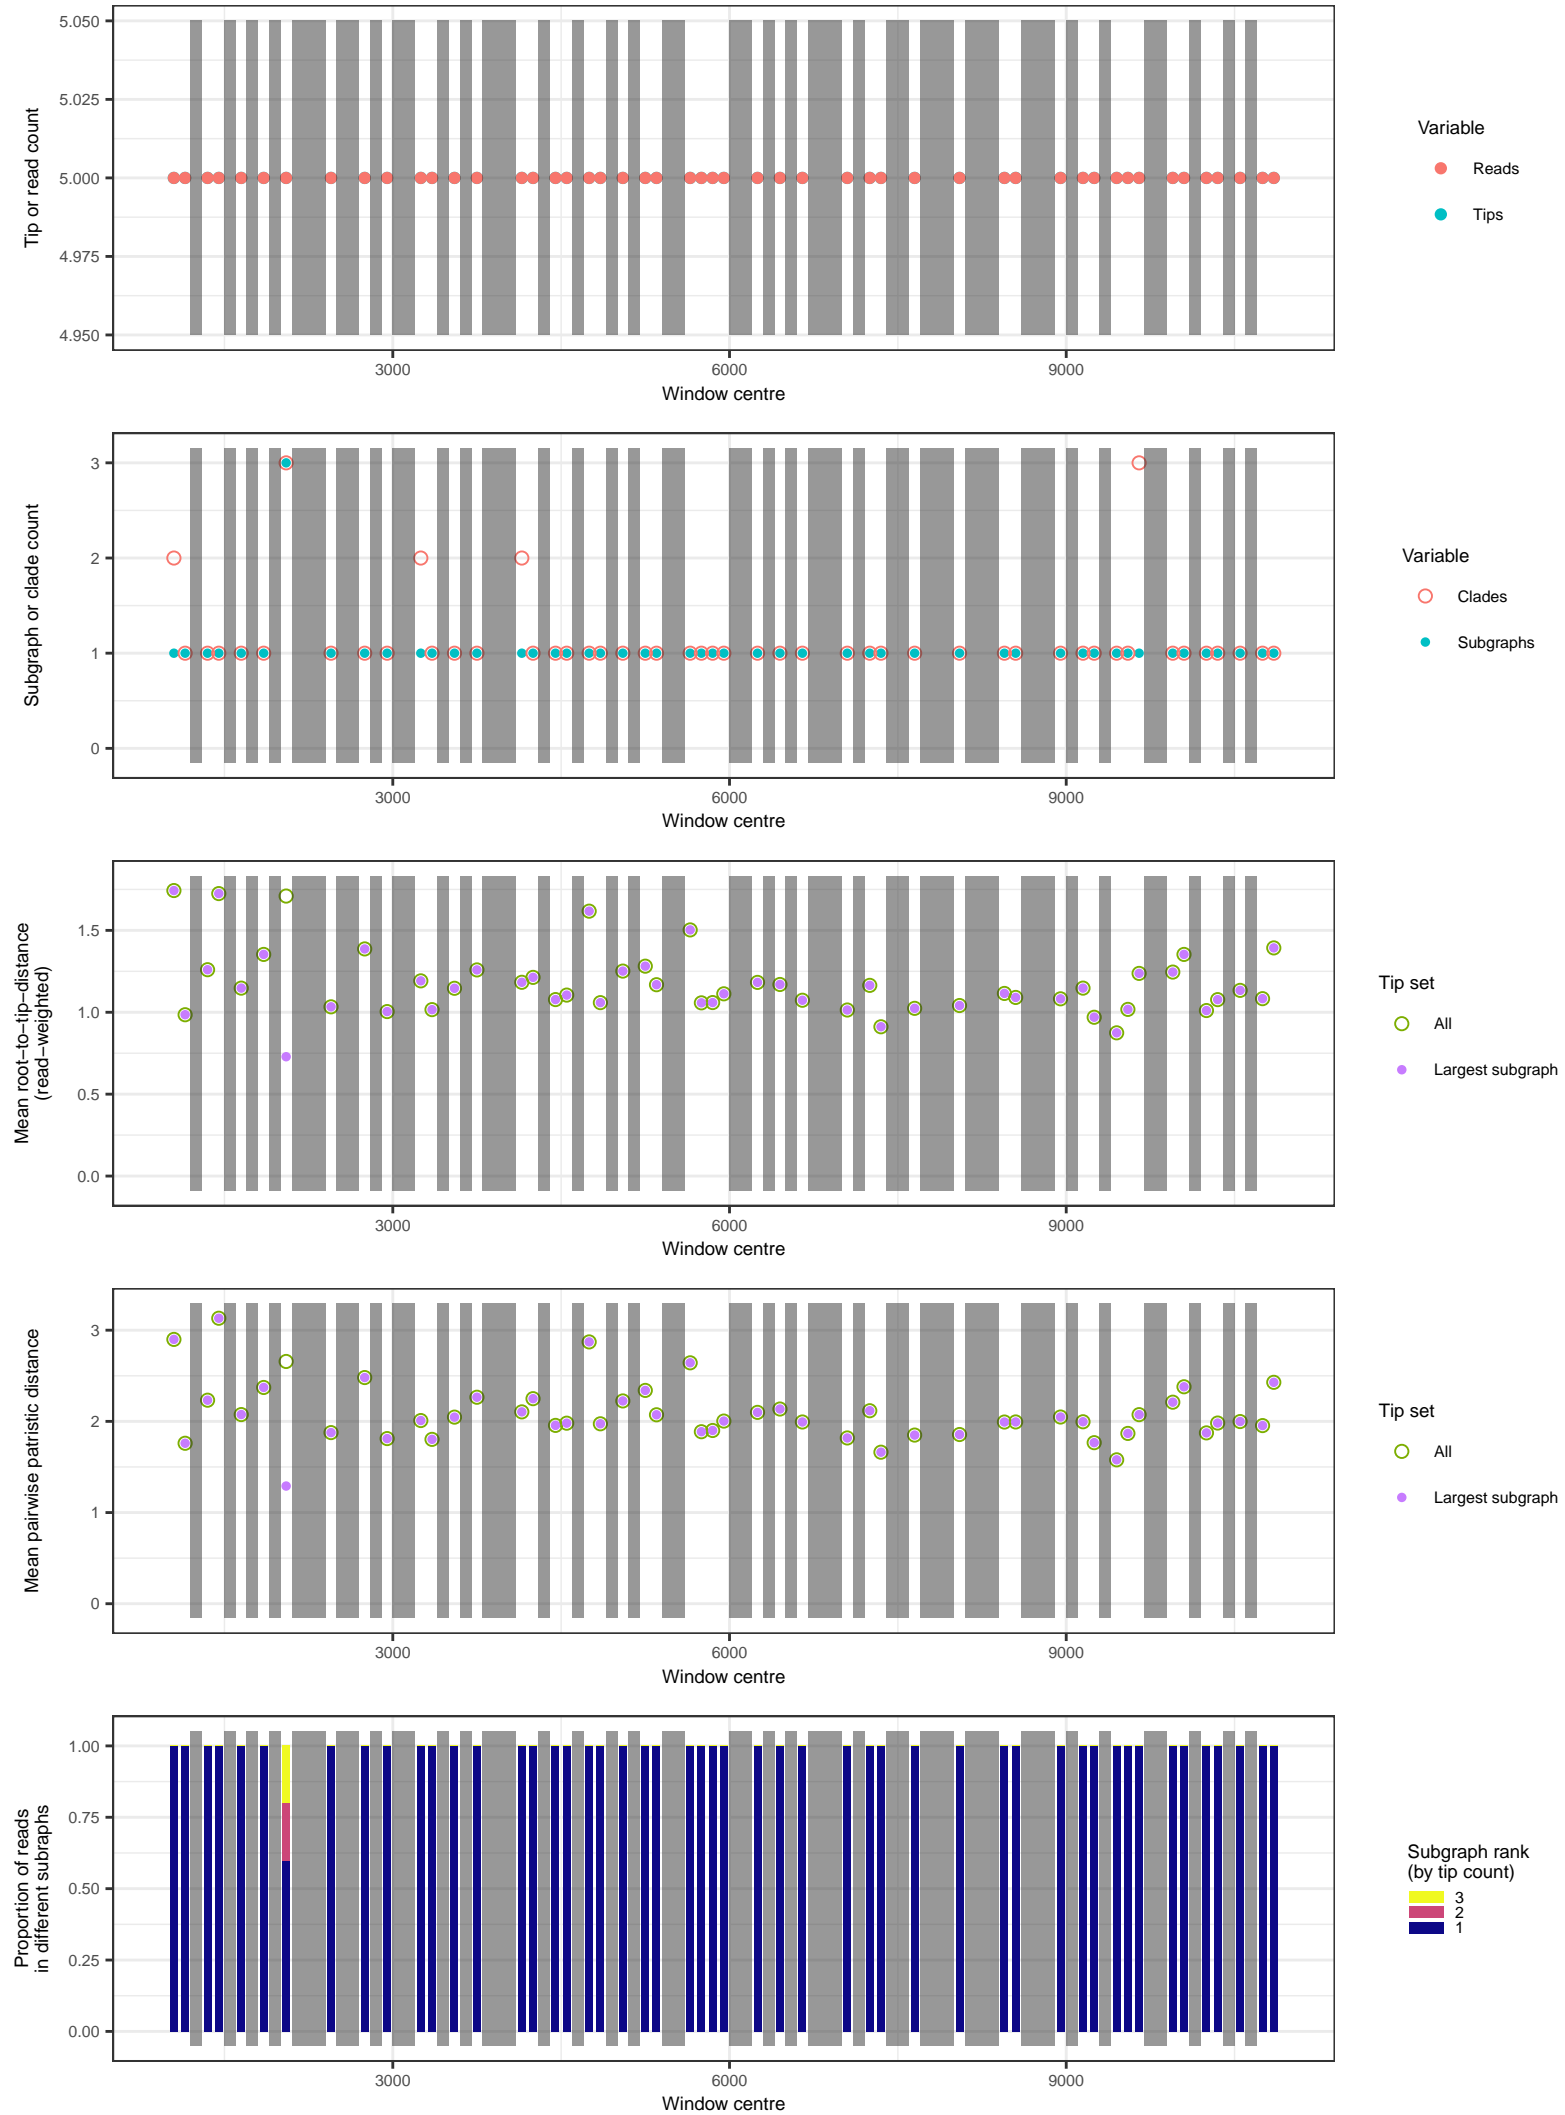 5.050
5.025
5.000
4.975
4.950
Tip or read count
3000
6000
9000
Window centre
Variable
Reads
Tips
3
2
1
0
Subgraph or clade count
3000
6000
9000
Window centre
Variable
Clades
Subgraphs
1.5
1.0
0.5
0.0
Mean root−to−tip−distance
(read−weighted)
3000
6000
9000
Window centre
Tip set
All
Largest subgraph
3
2
1
0
Mean pairwise patristic distance
3000
6000
9000
Window centre
Tip set
All
Largest subgraph
1.00
0.75
0.50
0.25
0.00
Proportion of reads
in different subraphs
3000
6000
9000
Window centre
Subgraph rank
(by tip count)
3
2
1